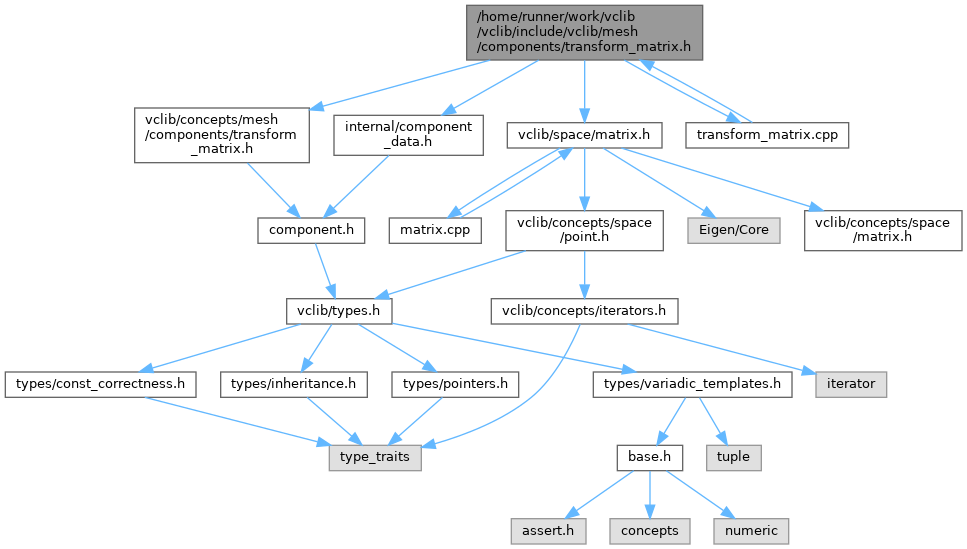 /home/runner/work/vclib
/vclib/include/vclib/mesh
/components/transform_matrix.h
vclib/concepts/mesh
/components/transform
_matrix.h
internal/component
_data.h
vclib/space/matrix.h
transform_matrix.cpp
component.h
matrix.cpp
vclib/concepts/space
/point.h
Eigen/Core
vclib/concepts/space
/matrix.h
vclib/types.h
vclib/concepts/iterators.h
types/const_correctness.h
types/inheritance.h
types/pointers.h
types/variadic_templates.h
iterator
type_traits
base.h
tuple
assert.h
concepts
numeric